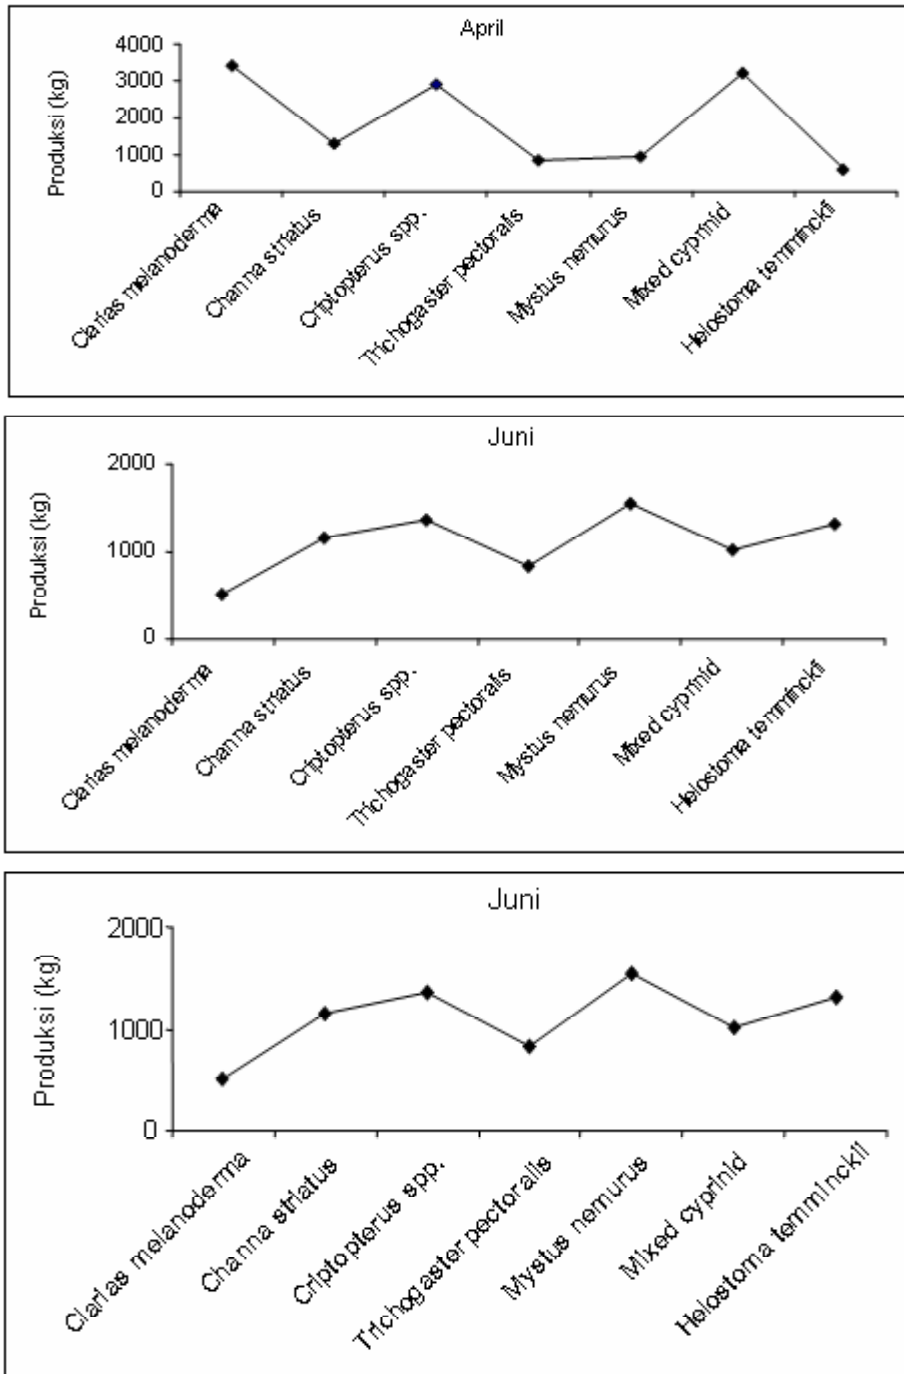 April
Produksi (kg)
4000
3000
2000
1000
0
Clarias melanoderma
Channa striatus
Criptopterus spp.
Trichogaster pectoralis
Mystus nemurus
Mixed cyprinid
Helostoma temminckii
Juni
Produksi (kg)
2000
1000
0
Clarias melanoderma
Channa striatus
Criptopterus spp.
Trichogaster pectoralis
Mystus nemurus
Mixed cyprinid
Helostoma temminckii
Juni
Produksi (kg)
2000
1000
0
Clarias melanoderma
Channa striatus
Criptopterus spp.
Trichogaster pectoralis
Mystus nemurus
Mixed cyprinid
Helostoma temminckii